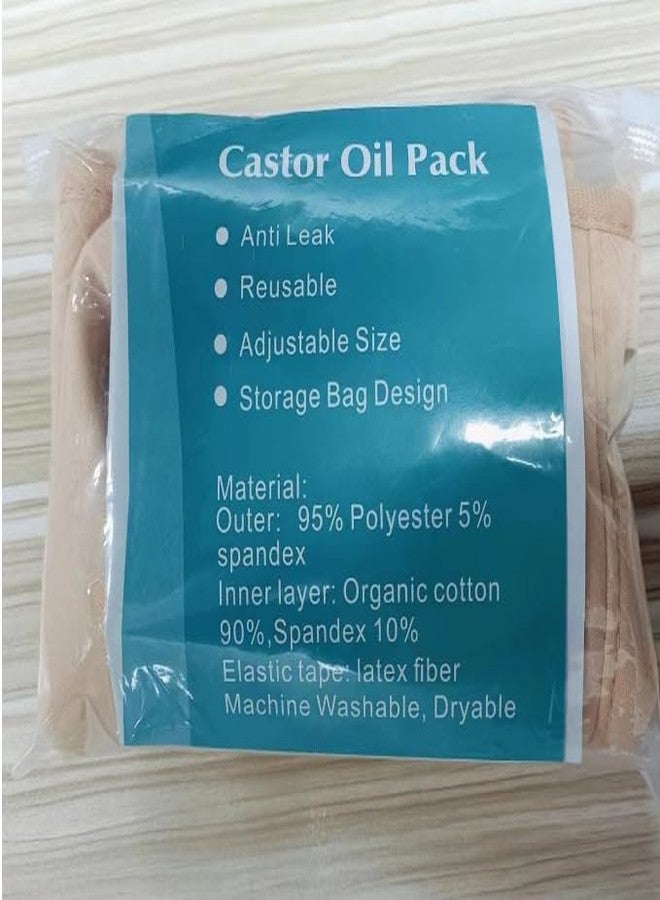 Castor Oil Pack
● Anti Leak
● Reusable
● Adjustable Size
● Storage Bag Design
Material:
Outer: 95% Polyester 5%
spandex
Inner layer: Organic cotton
90%,Spandex 10%
Elastic tape: latex fiber
Machine Washable, Dryable